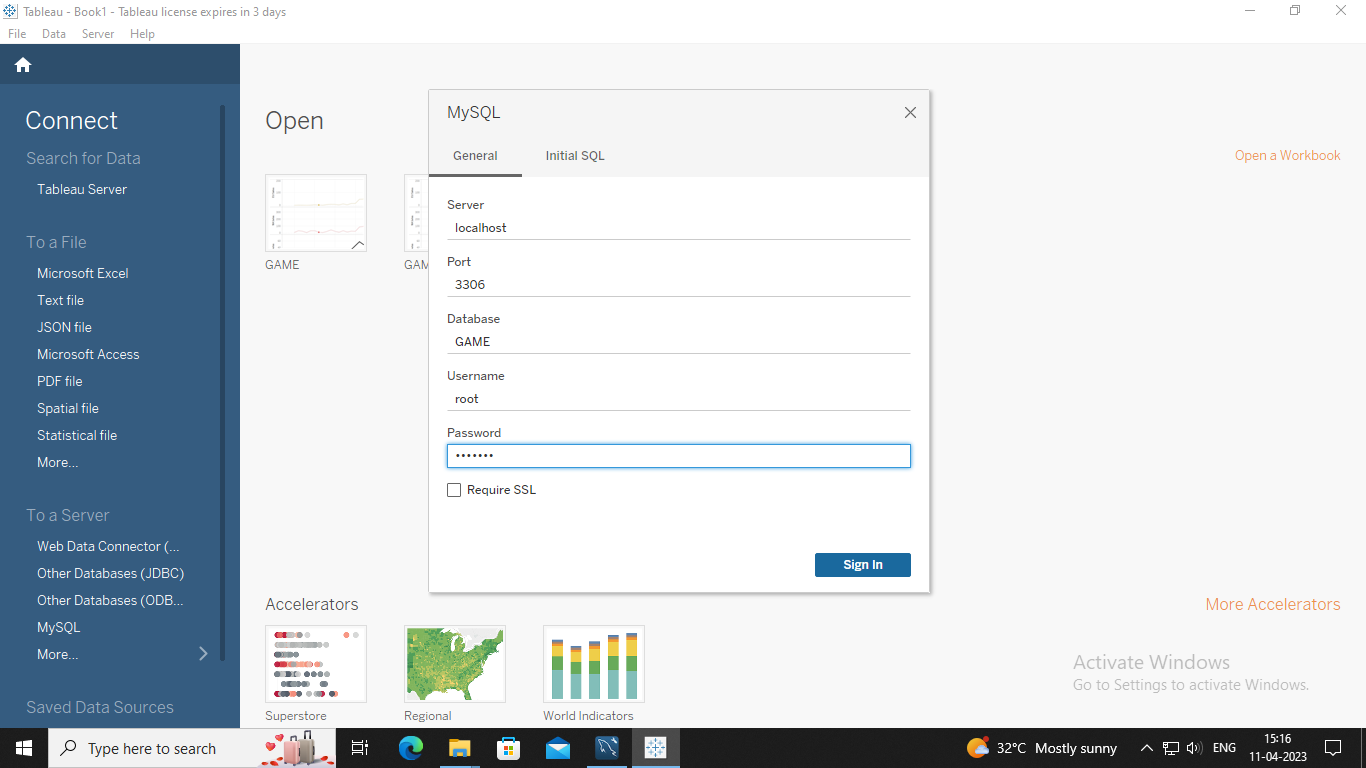 Tableau - Book1 - Tableau license expires in 3 days
File Data Server Help
Connect
Search for Data
Tableau Server
To a File
Microsoft Excel
Text file
JSON file
Microsoft Access
PDF file
Spatial file
Statistical file
More...
To a Server
Web Data Connector (...
Other Databases (JDBC)
Other Databases (ODB...
MySQL
More...
Saved Data Sources
Open
Open a Workbook
GAME
GAM
MySQL
General Initial SQL
Server
localhost
Port
3306
Database
GAME
Username
root
Password
•••••••
Require SSL
Sign In
Accelerators
More Accelerators
Superstore
Regional
World Indicators
Activate Windows
Go to Settings to activate Windows.
Type here to search
32°C Mostly sunny
ENG
15:16
11-04-2023